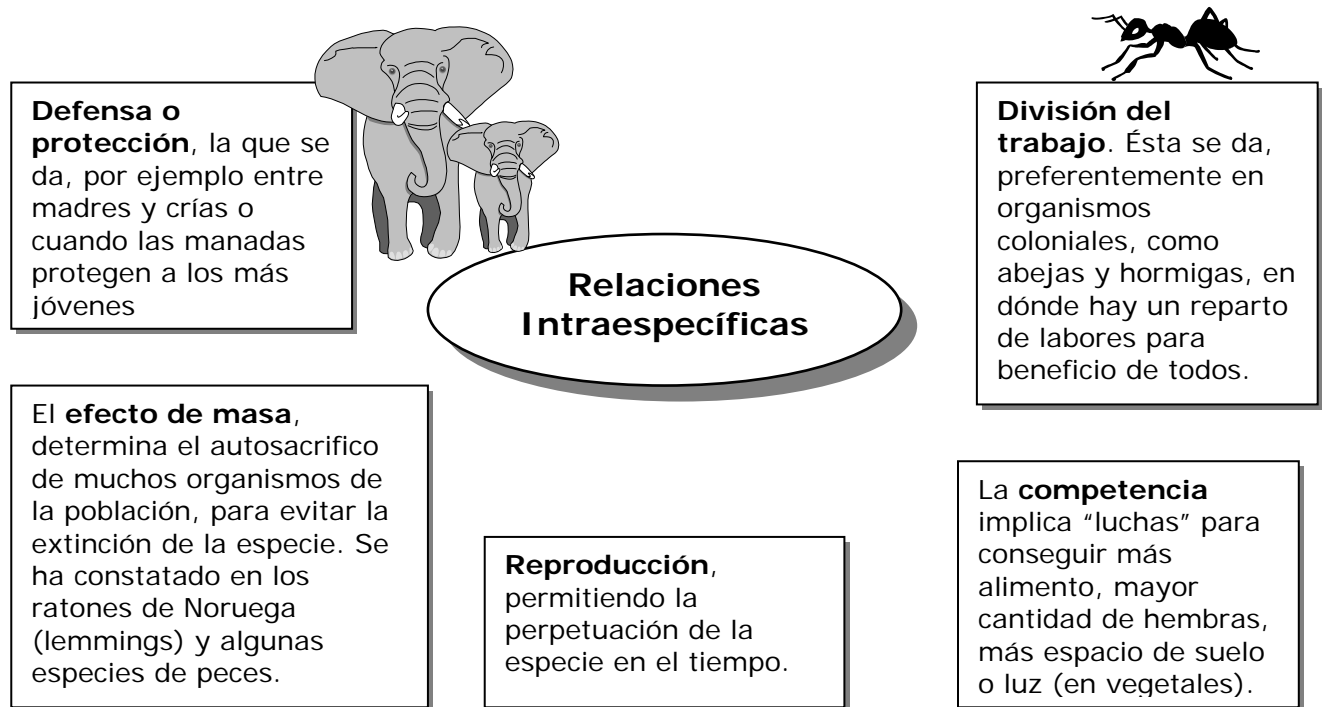 Defensa o
protección, la que se
da, por ejemplo entre
madres y crías o
cuando las manadas
protegen a los más
jóvenes
División del
trabajo. Ésta se da,
preferentemente en
organismos
coloniales, como
abejas y hormigas, en
dónde hay un reparto
de labores para
beneficio de todos.
Relaciones
Intraespecíficas
El efecto de masa,
determina el autosacrifico
de muchos organismos de
la población, para evitar la
extinción de la especie. Se
ha constatado en los
ratones de Noruega
(lemmings) y algunas
especies de peces.
Reproducción,
permitiendo la
perpetuación de la
especie en el tiempo.
La competencia
implica “luchas” para
conseguir más
alimento, mayor
cantidad de hembras,
más espacio de suelo
o luz (en vegetales).